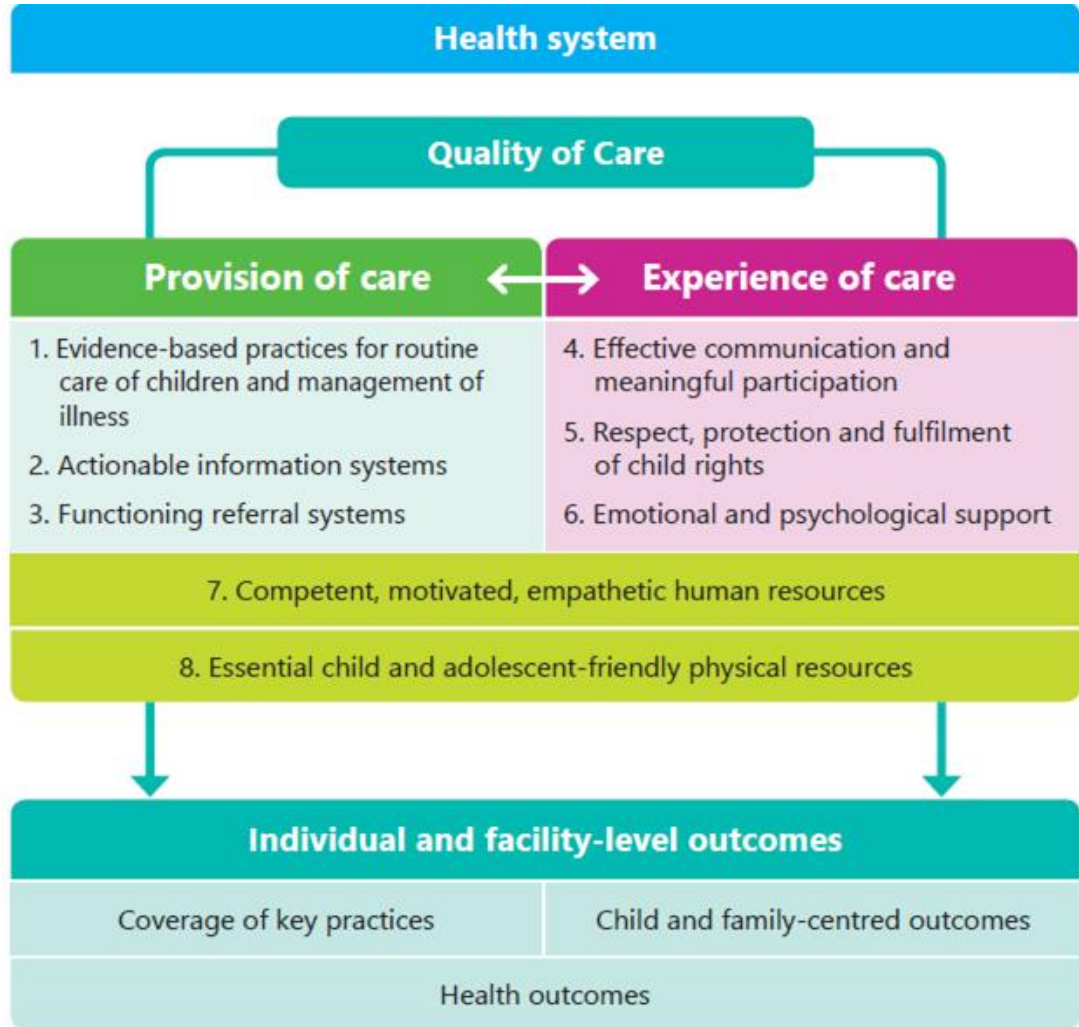 Health system
Quality of Care
Provision of care
Experience of care
1. Evidence-based practices for routine
care of children and management of
illness
2. Actionable information systems
3. Functioning referral systems
4. Effective communication and
meaningful participation
5. Respect, protection and fulfilment
of child rights
6. Emotional and psychological support
7. Competent, motivated, empathetic human resources
8. Essential child and adolescent-friendly physical resources
Individual and facility-level outcomes
Coverage of key practices
Child and family-centred outcomes
Health outcomes